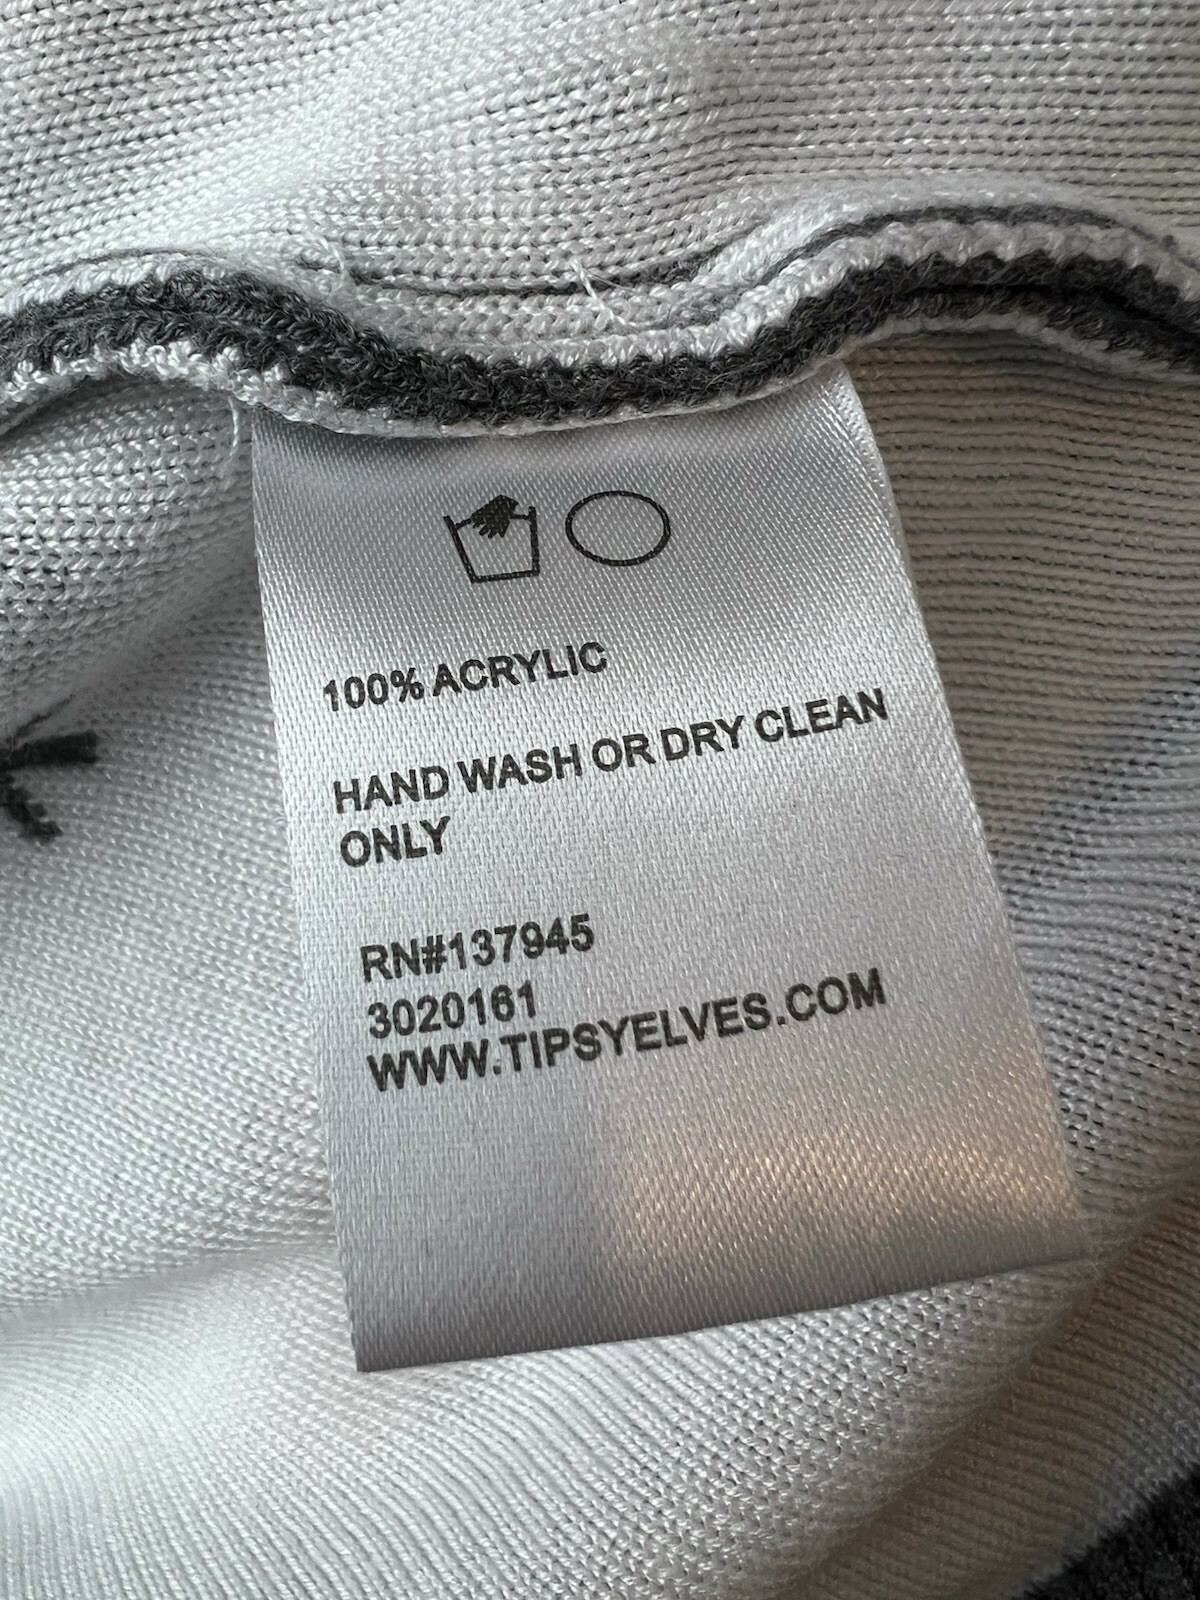 100% ACRYLIC
HAND WASH OR DRY CLEAN
ONLY
RN#137945
3020161
WWW.TIPSYELVES.COM